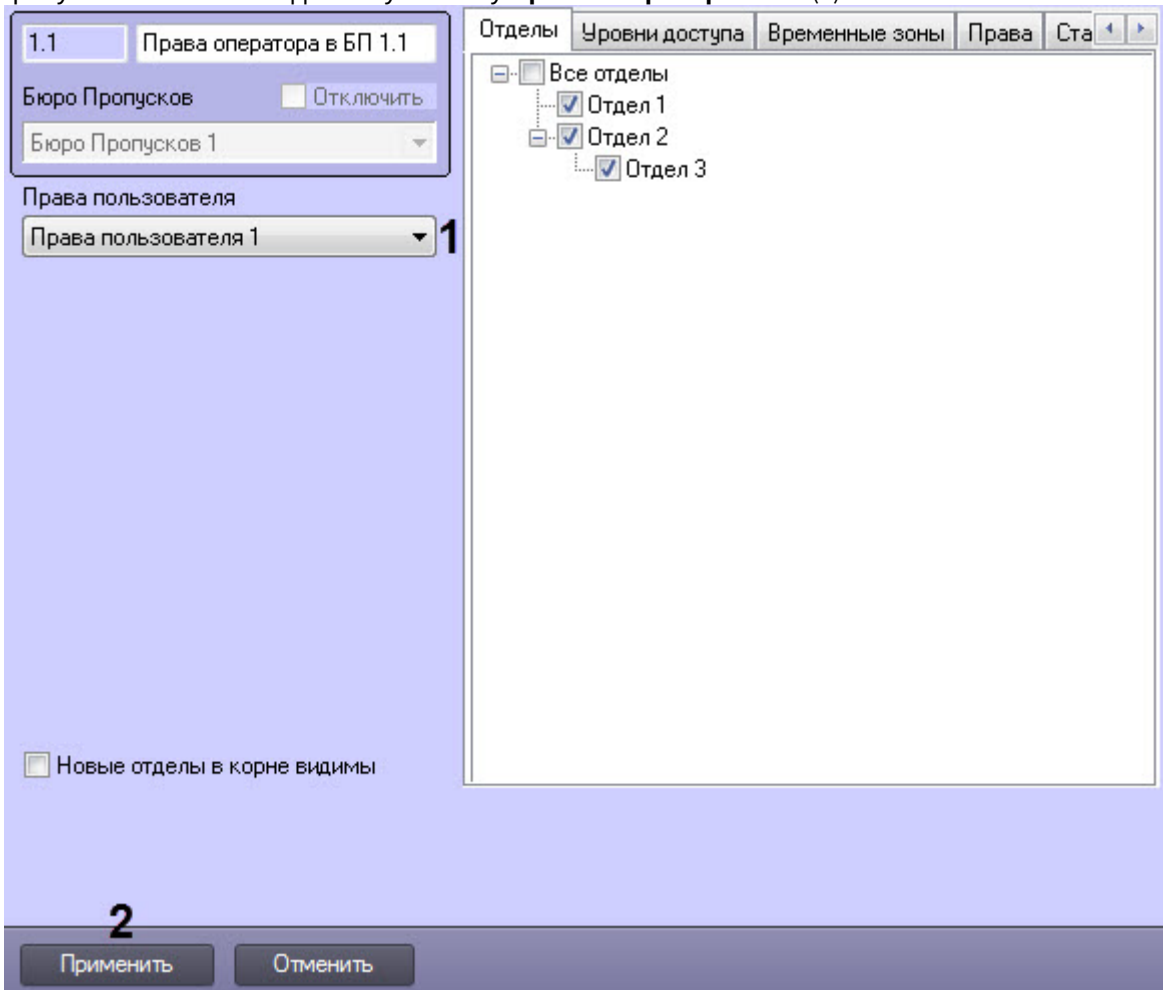 1.1 Права оператора в БП 1.1
Бюро Пропусков Отключить
Бюро Пропусков 1
Права пользователя
Права пользователя 1 1
Новые отделы в корне видимы
Отделы Уровни доступа Временные зоны Права Ста
Все отделы
Отдел 1
Отдел 2
Отдел 3
2
Применить Отменить